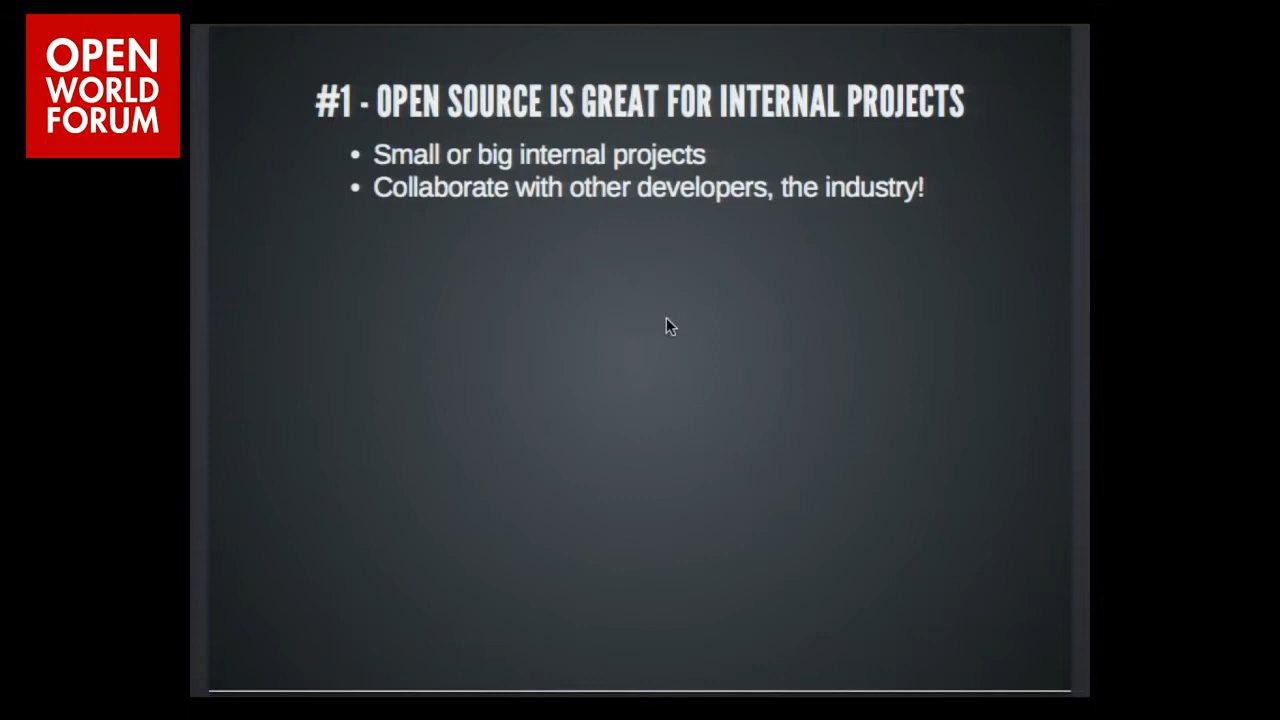 OPEN
WORLD
FORUM
#1 - OPEN SOURCE IS GREAT FOR INTERNAL PROJECTS
• Small or big internal projects
• Collaborate with other developers, the industry!